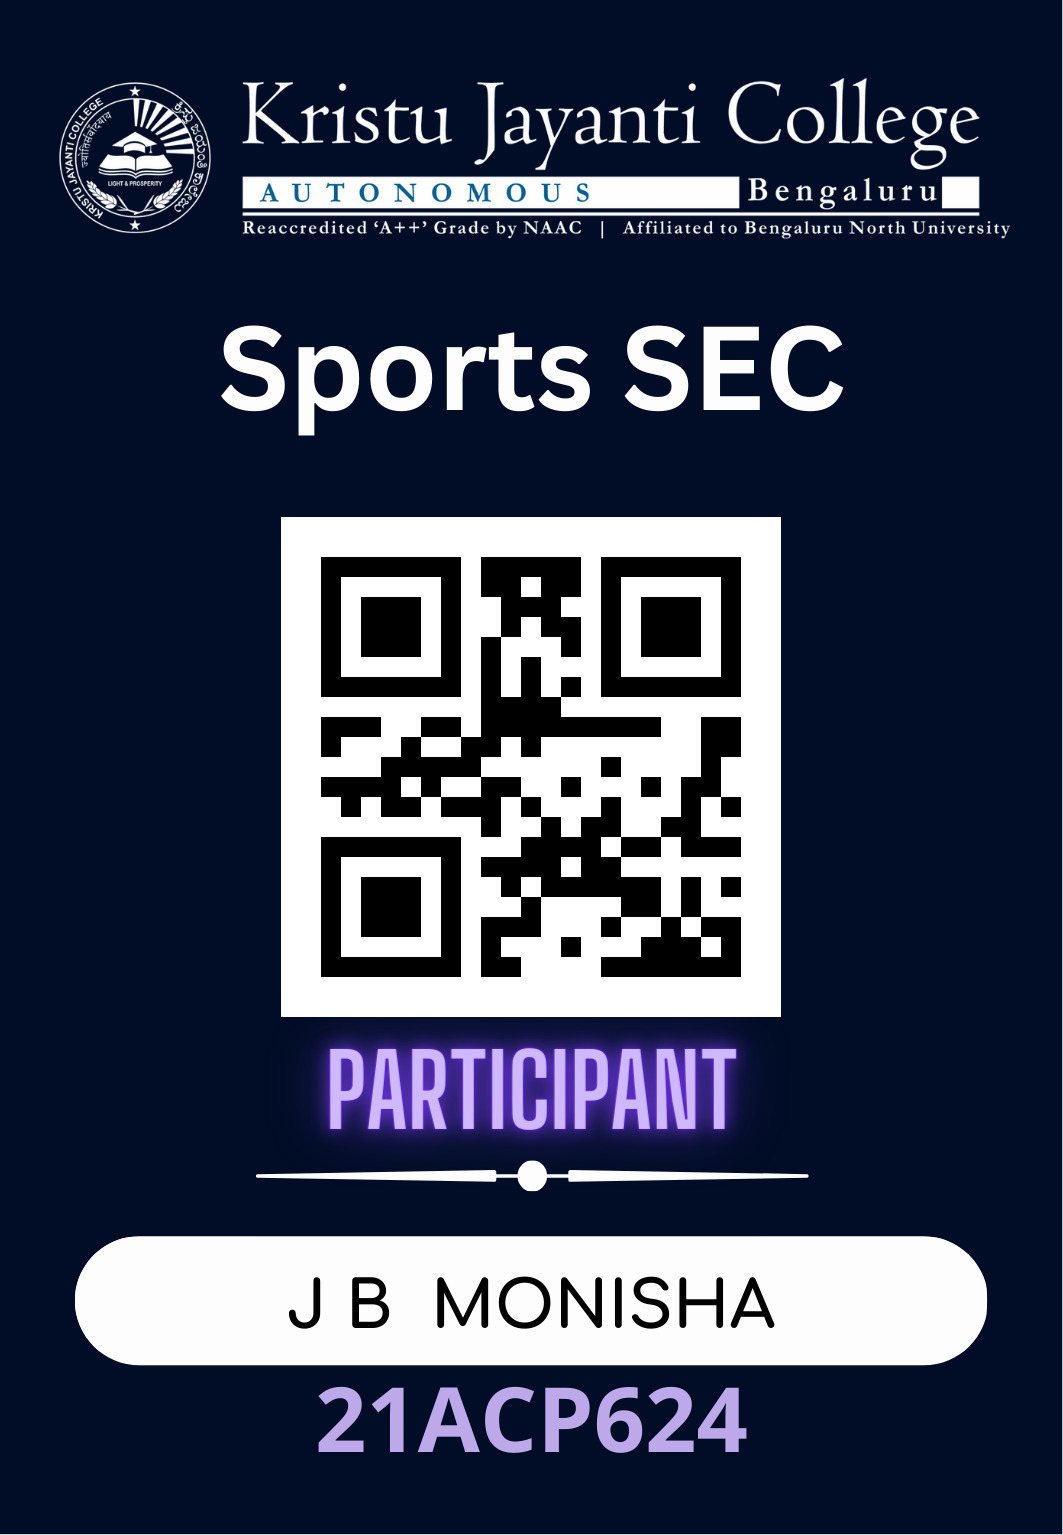 KRISTU JAYANTI COLLEGE
ಕ್ರಿಸ್ತು ಜಯಂತಿ ಕಾಲೇಜು
LIGHT & PROSPERITY
Kristu Jayanti College
AUTONOMOUS Bengaluru
Reaccredited ‘A++’ Grade by NAAC | Affiliated to Bengaluru North University
Sports SEC
PARTICIPANT
J B MONISHA
21ACP624